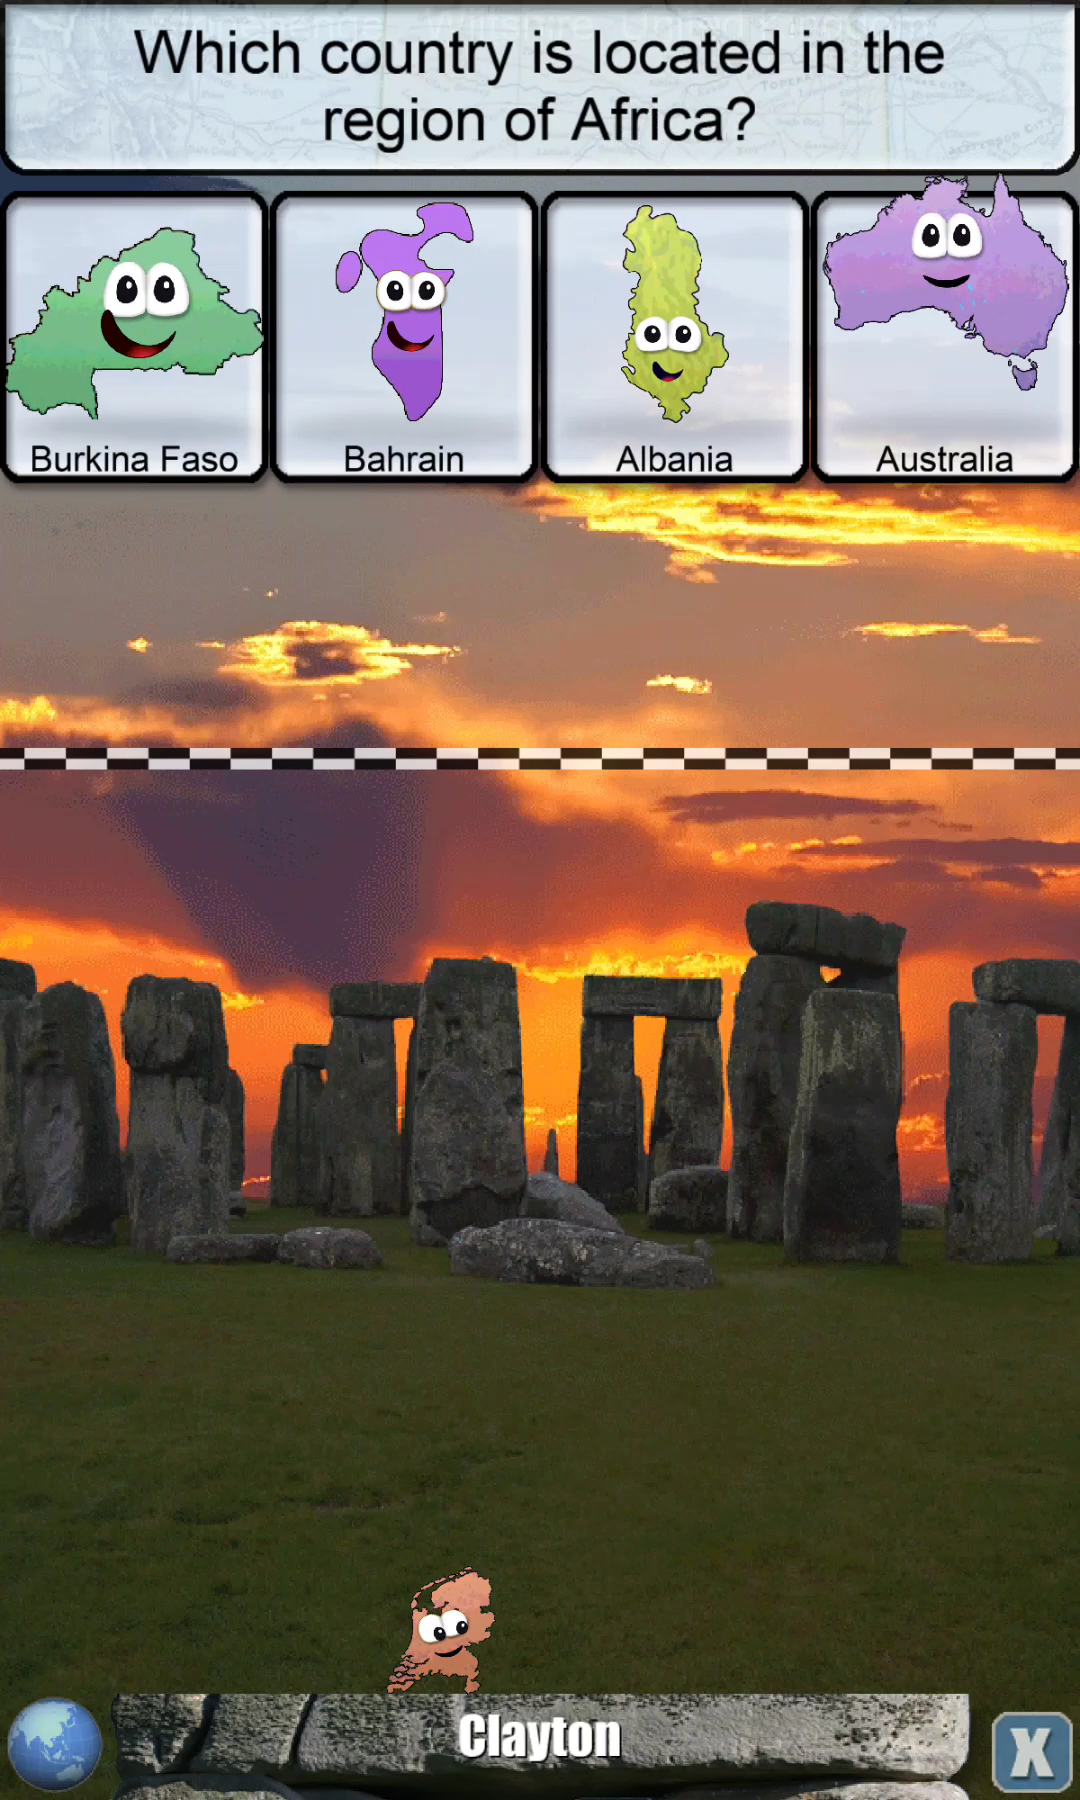 Which country is located in the
region of Africa?
Burkina Faso
Bahrain
Albania
Australia
Clayton
X